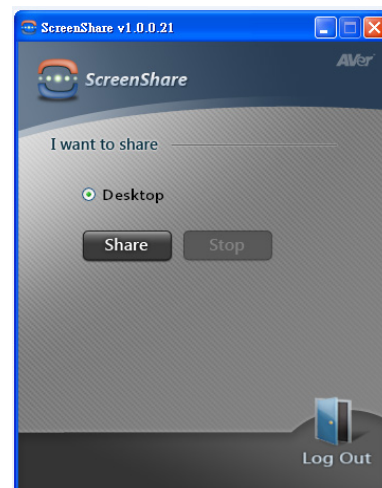 ScreenShare v1.0.0.21
AVer
ScreenShare
I want to share
Desktop
Share Stop
Log Out